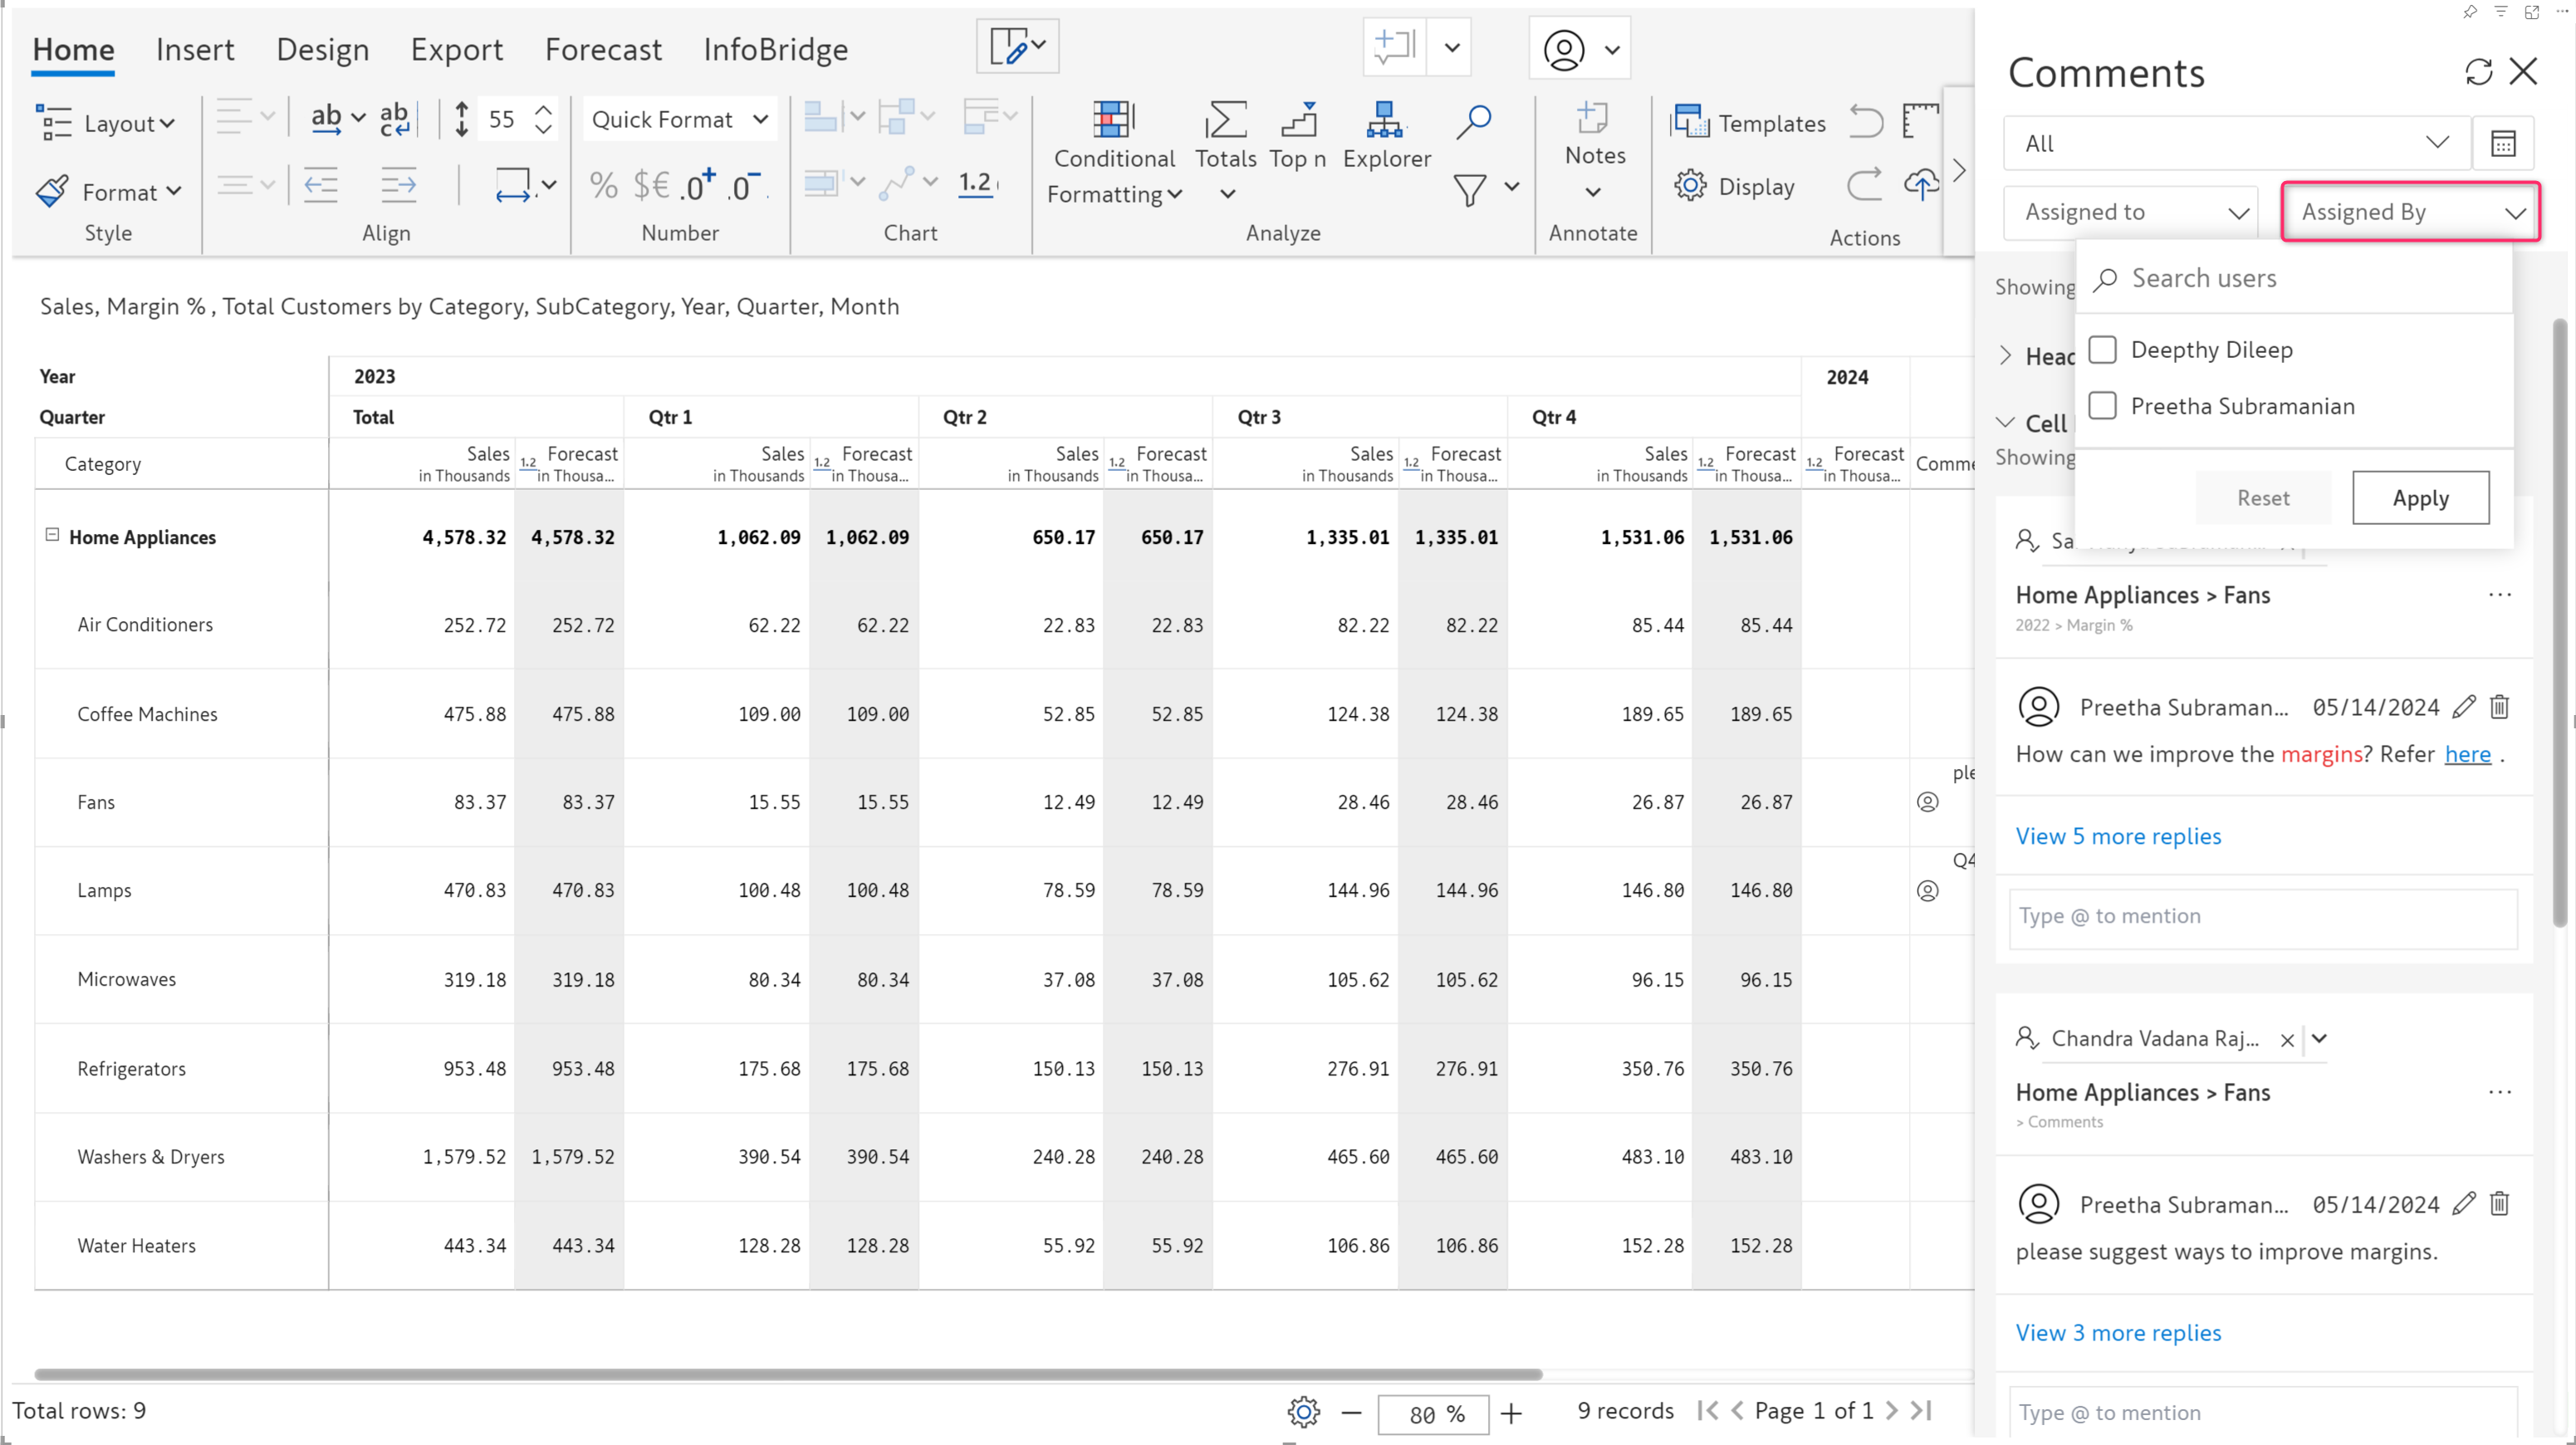 Home Insert Design Export Forecast InfoBridge
Layout
Format
Style
ab
ab
c
55
Align
Quick Format
% $€ .0+ .0-
Number
1.2
Chart
Conditional
Formatting
Totals
Top n
Explorer
Analyze
Notes
Annotate
Templates
Display
Actions
Sales, Margin % , Total Customers by Category, SubCategory, Year, Quarter, Month
Year 2023 2024
Quarter Total Qtr 1 Qtr 2 Qtr 3 Qtr 4
Category Sales 1.2 Forecast Sales 1.2 Forecast Sales 1.2 Forecast Sales 1.2 Forecast Sales 1.2 Forecast 1.2 Forecast Comme
in Thousands in Thousa... in Thousands in Thousa... in Thousands in Thousa... in Thousands in Thousa... in Thousands in Thousa... in Thousa...
Home Appliances 4,578.32 4,578.32 1,062.09 1,062.09 650.17 650.17 1,335.01 1,335.01 1,531.06 1,531.06
Air Conditioners 252.72 252.72 62.22 62.22 22.83 22.83 82.22 82.22 85.44 85.44
Coffee Machines 475.88 475.88 109.00 109.00 52.85 52.85 124.38 124.38 189.65 189.65
ple
Fans 83.37 83.37 15.55 15.55 12.49 12.49 28.46 28.46 26.87 26.87
Q4
Lamps 470.83 470.83 100.48 100.48 78.59 78.59 144.96 144.96 146.80 146.80
Microwaves 319.18 319.18 80.34 80.34 37.08 37.08 105.62 105.62 96.15 96.15
Refrigerators 953.48 953.48 175.68 175.68 150.13 150.13 276.91 276.91 350.76 350.76
Washers & Dryers 1,579.52 1,579.52 390.54 390.54 240.28 240.28 465.60 465.60 483.10 483.10
Water Heaters 443.34 443.34 128.28 128.28 55.92 55.92 106.86 106.86 152.28 152.28
Total rows: 9
80 %
9 records
Page 1 of 1
Comments
All
Assigned to
Assigned By
Showing
Search users
Head
Deepthy Dileep
Preetha Subramanian
Cell
Showing
Reset
Apply
Sa
Home Appliances > Fans
2022 > Margin %
Preetha Subraman... 05/14/2024
How can we improve the margins? Refer here .
View 5 more replies
Type @ to mention
Chandra Vadana Raj...
Home Appliances > Fans
> Comments
Preetha Subraman... 05/14/2024
please suggest ways to improve margins.
View 3 more replies
Type @ to mention